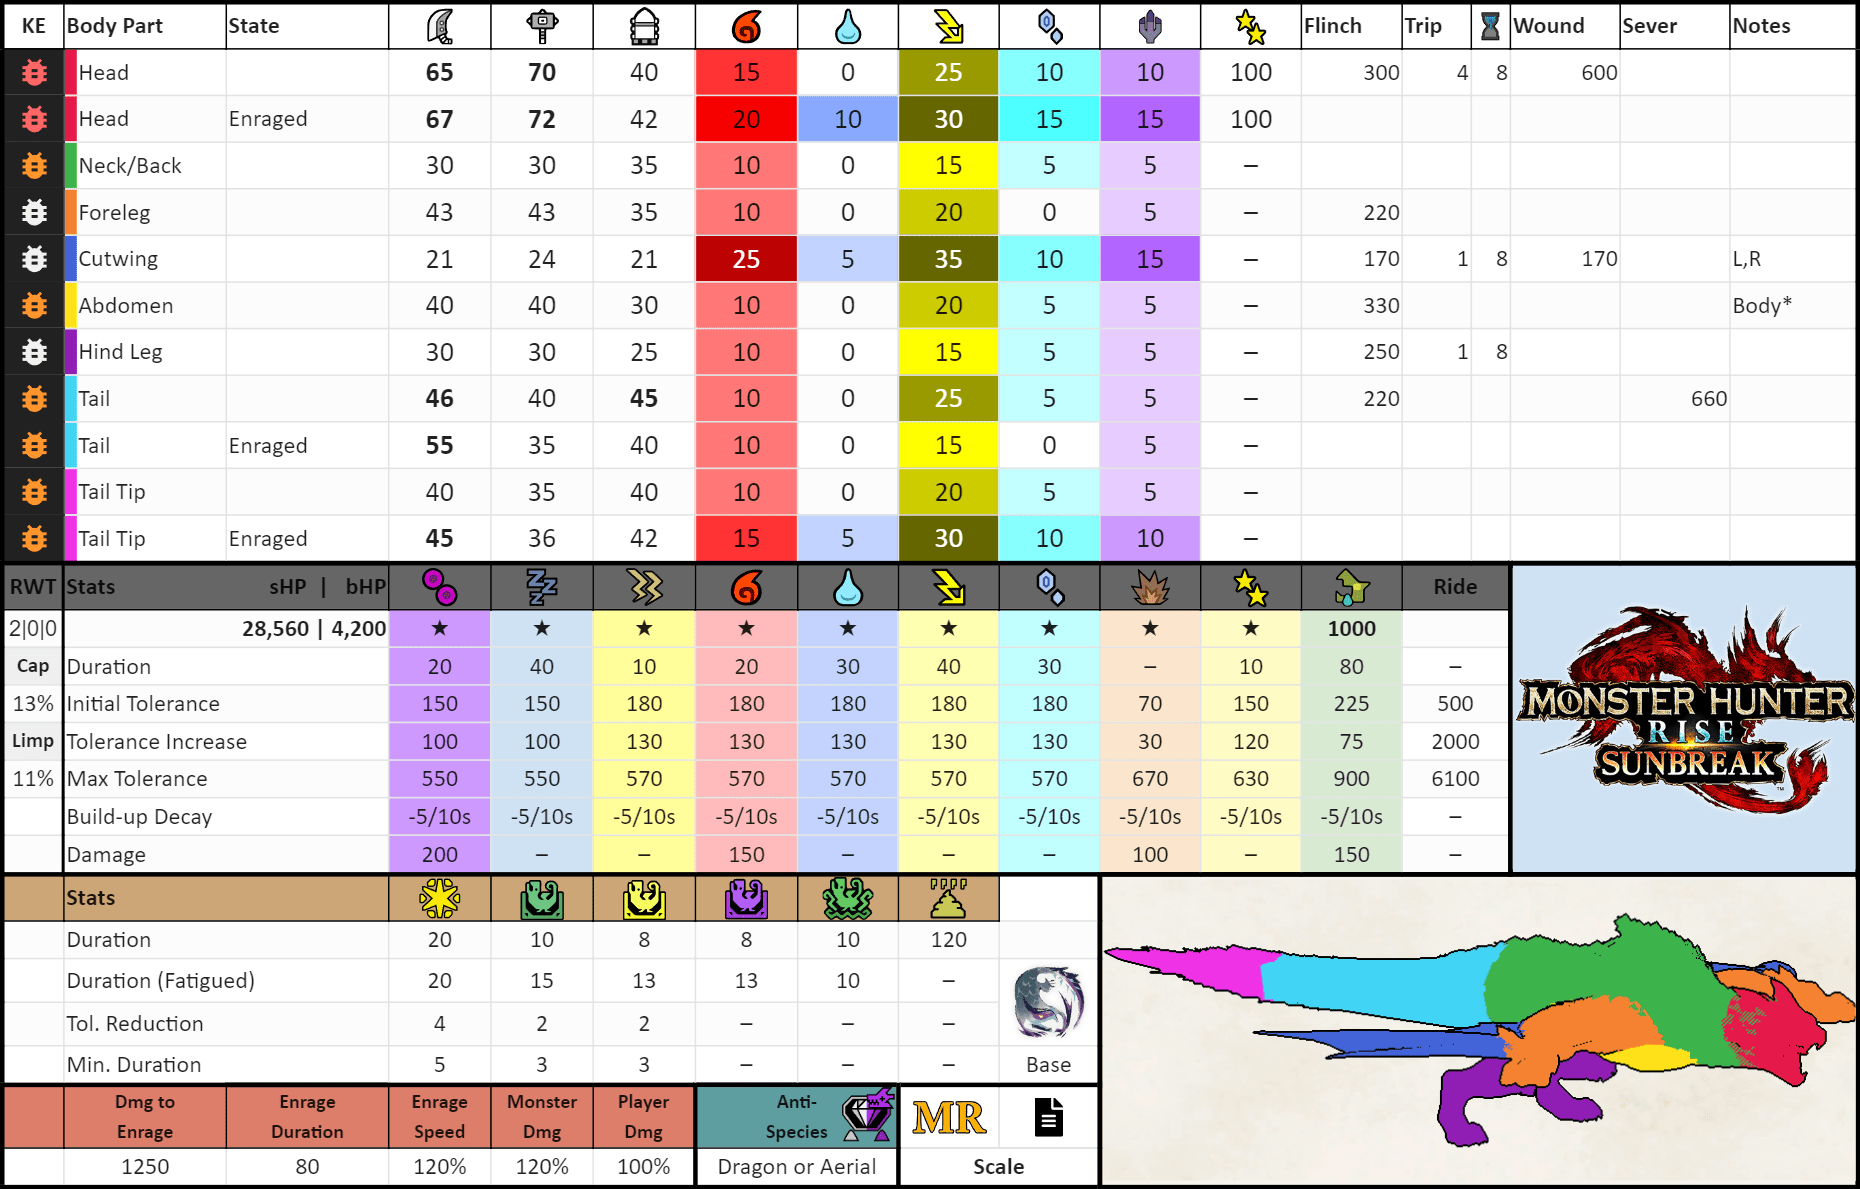 KE Body Part State Flinch Trip Wound Sever Notes
Head 65 70 40 15 0 25 10 10 100 300 4 8 600
Head Enraged 67 72 42 20 10 30 15 15 100
Neck/Back 30 30 35 10 0 15 5 5 –
Foreleg 43 43 35 10 0 20 0 5 – 220
Cutwing 21 24 21 25 5 35 10 15 – 170 1 8 170 L,R
Abdomen 40 40 30 10 0 20 5 5 – 330 Body*
Hind Leg 30 30 25 10 0 15 5 5 – 250 1 8
Tail 46 40 45 10 0 25 5 5 – 220 660
Tail Enraged 55 35 40 10 0 15 0 5 –
Tail Tip 40 35 40 10 0 20 5 5 –
Tail Tip Enraged 45 36 42 15 5 30 10 10 –
RWT Stats sHP | bHP Ride
2|0|0 28,560 | 4,200 ★ ★ ★ ★ ★ ★ ★ ★ ★ 1000
Cap Duration 20 40 10 20 30 40 30 – 10 80 –
13% Initial Tolerance 150 150 180 180 180 180 180 70 150 225 500
Limp Tolerance Increase 100 100 130 130 130 130 130 30 120 75 2000
11% Max Tolerance 550 550 570 570 570 570 570 670 630 900 6100
Build-up Decay -5/10s -5/10s -5/10s -5/10s -5/10s -5/10s -5/10s -5/10s -5/10s -5/10s –
Damage 200 – – 150 – – – 100 – 150 –
MONSTER HUNTER
RISE
SUNBREAK
TM
Stats
Duration 20 10 8 8 10 120
Duration (Fatigued) 20 15 13 13 10 –
Tol. Reduction 4 2 2 – – –
Min. Duration 5 3 3 – – – Base
Dmg to Enrage Enrage Duration Enrage Speed Monster Dmg Player Dmg Anti-Species MR
1250 80 120% 120% 100% Dragon or Aerial Scale